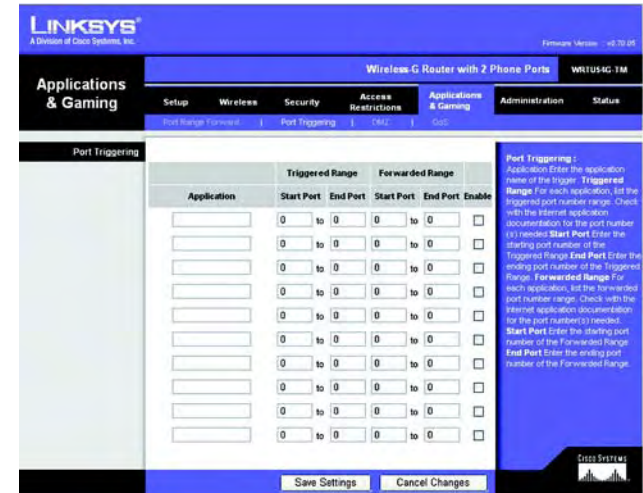 LINKSYS®
A Division of Cisco Systems, Inc.
Firmware Version : v0.70.05
Wireless-G Router with 2 Phone Ports WRTU54G-TM
Applications & Gaming
Setup Wireless Security Access Restrictions Applications & Gaming Administration Status
Port Range Forward | Port Triggering | DMZ | QoS
Port Triggering
Triggered Range Forwarded Range
Application Start Port End Port Start Port End Port Enable
0 to 0 0 to 0
0 to 0 0 to 0
0 to 0 0 to 0
0 to 0 0 to 0
0 to 0 0 to 0
0 to 0 0 to 0
0 to 0 0 to 0
0 to 0 0 to 0
0 to 0 0 to 0
0 to 0 0 to 0
Port Triggering :
Application Enter the application
name of the trigger. Triggered
Range For each application, list the
triggered port number range. Check
with the Internet application
documentation for the port number
(s) needed. Start Port Enter the
starting port number of the
Triggered Range. End Port Enter the
ending port number of the Triggered
Range. Forwarded Range For
each application, list the forwarded
port number range. Check with the
Internet application documentation
for the port number(s) needed.
Start Port Enter the starting port
number of the Forwarded Range.
End Port Enter the ending port
number of the Forwarded Range.
Save Settings Cancel Changes
CISCO SYSTEMS